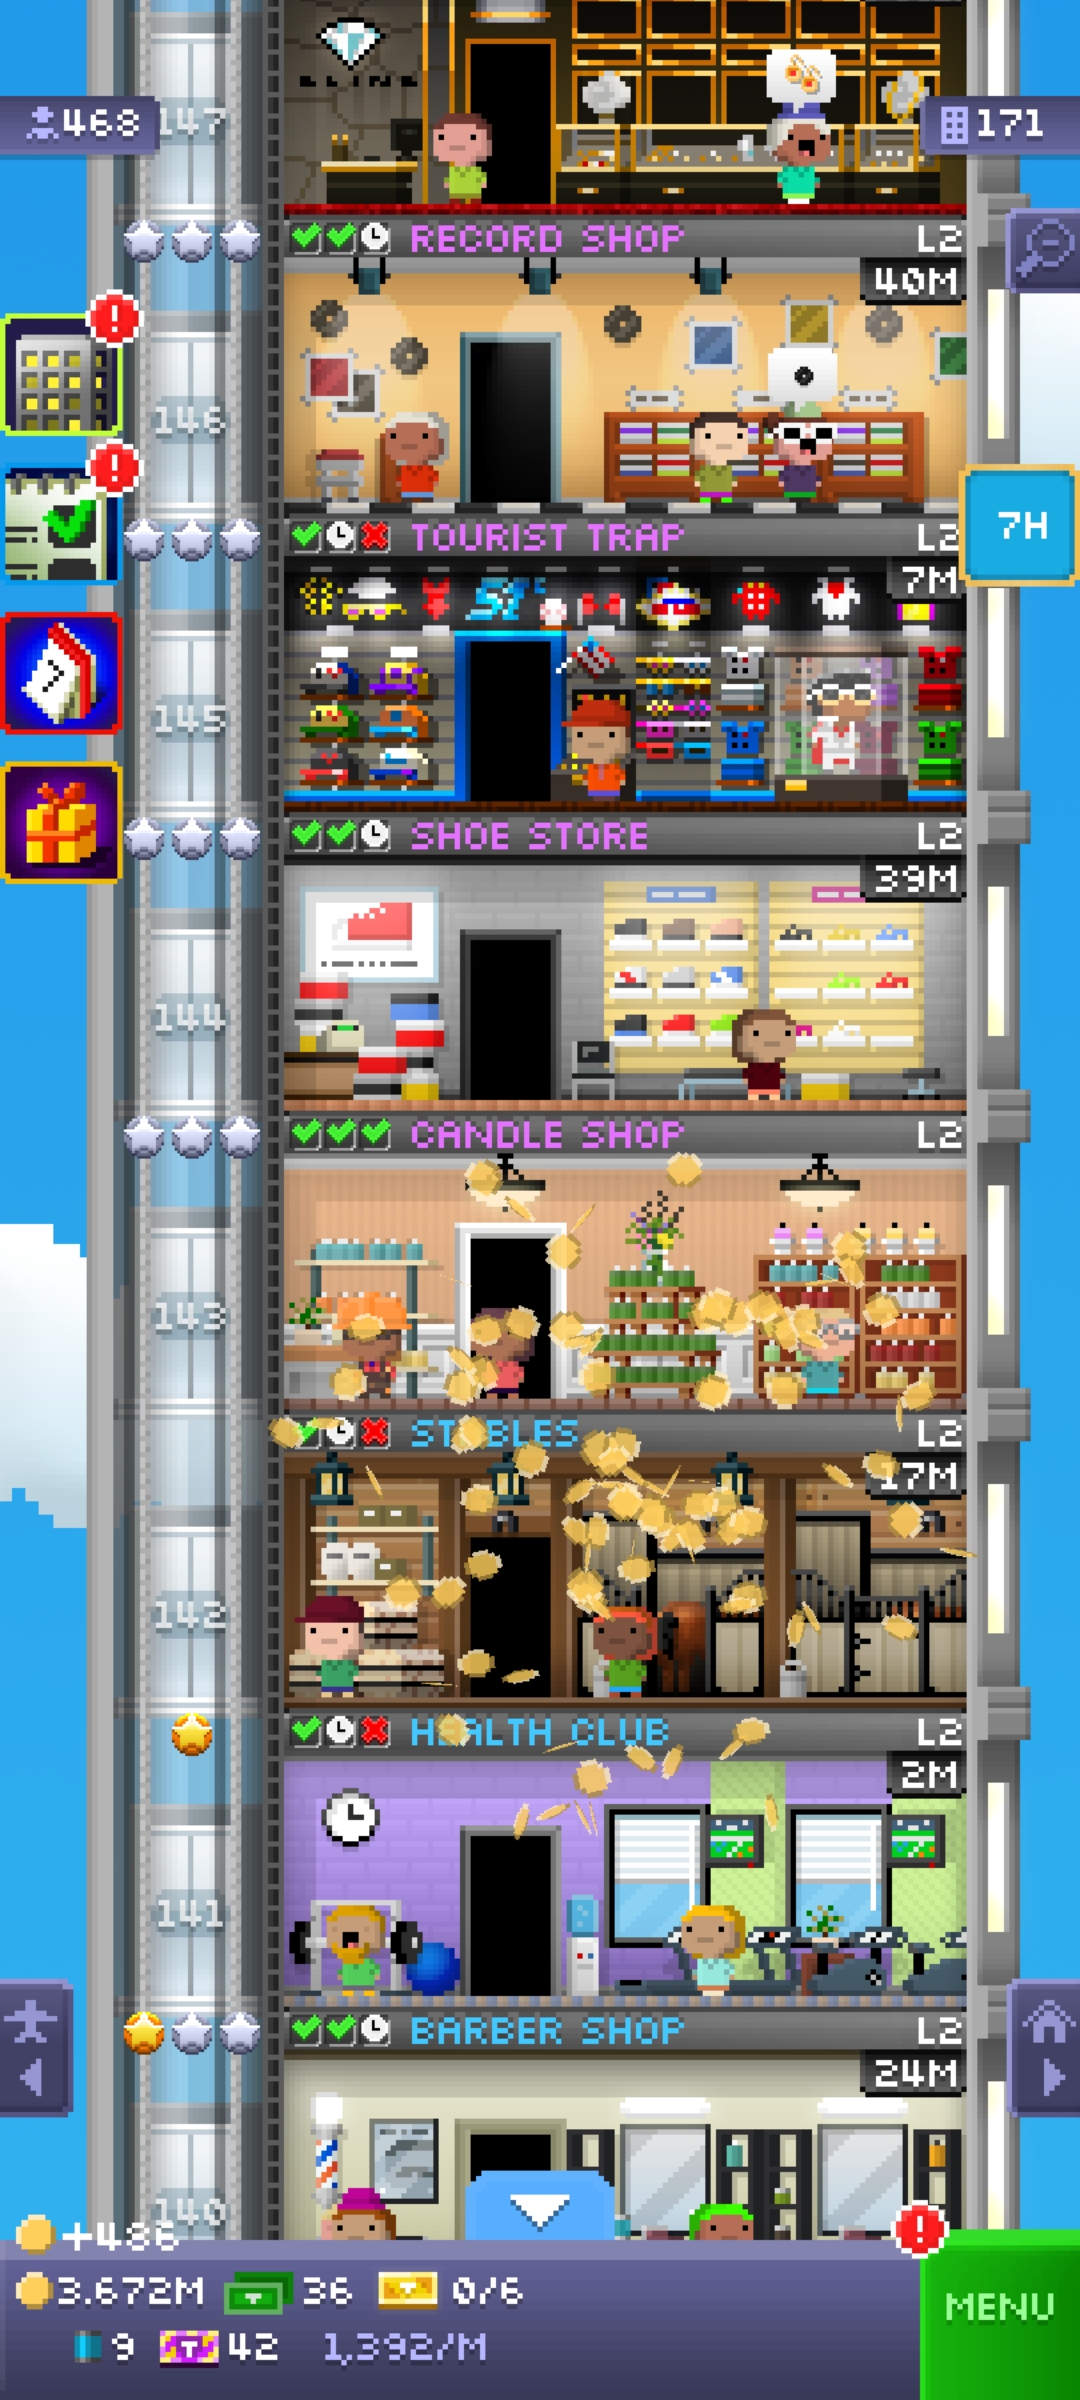 BLING
468
147
171
RECORD SHOP L2
40M
146
7H
TOURIST TRAP L2
7M
7
145
SHOE STORE L2
39M
144
CANDLE SHOP L2
143
STABLES L2
17M
142
HEALTH CLUB L2
2M
141
BARBER SHOP L2
24M
140
+486
3.672M 36 0/6
MENU
9 T 42 1,392/M